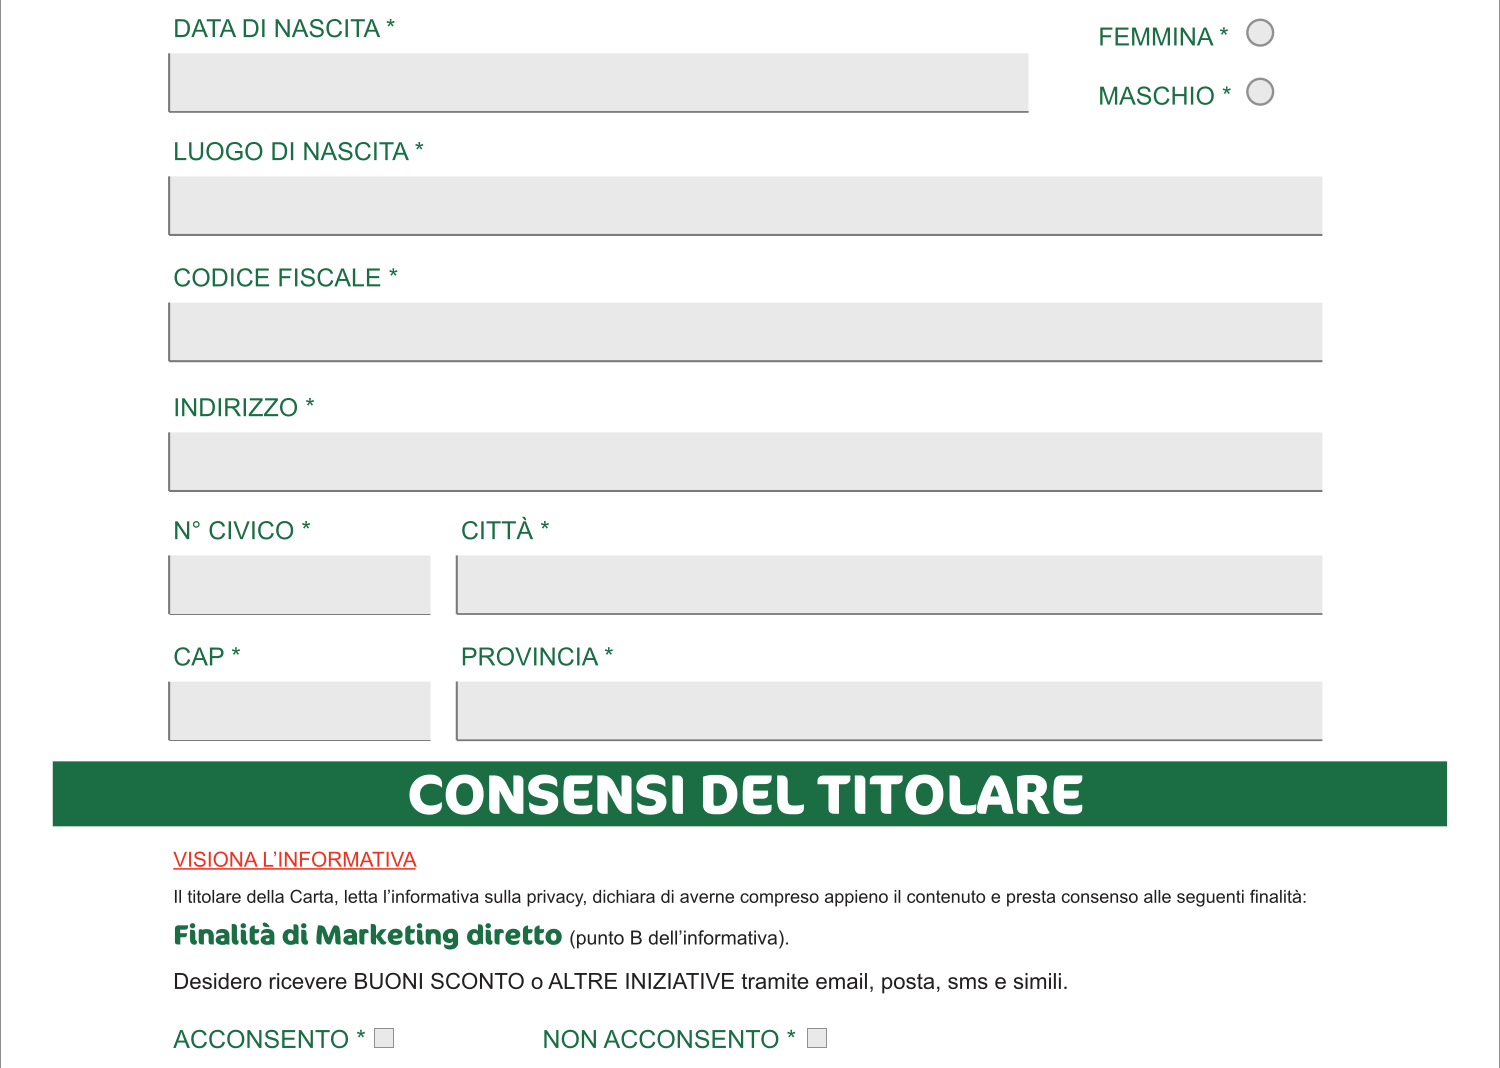 DATA DI NASCITA *
FEMMINA *
MASCHIO *
LUOGO DI NASCITA *
CODICE FISCALE *
INDIRIZZO *
N° CIVICO * CITTÀ *
CAP * PROVINCIA *
CONSENSI DEL TITOLARE
VISIONA L’INFORMATIVA
Il titolare della Carta, letta l’informativa sulla privacy, dichiara di averne compreso appieno il contenuto e presta consenso alle seguenti finalità:
Finalità di Marketing diretto (punto B dell’informativa).
Desidero ricevere BUONI SCONTO o ALTRE INIZIATIVE tramite email, posta, sms e simili.
ACCONSENTO * NON ACCONSENTO *